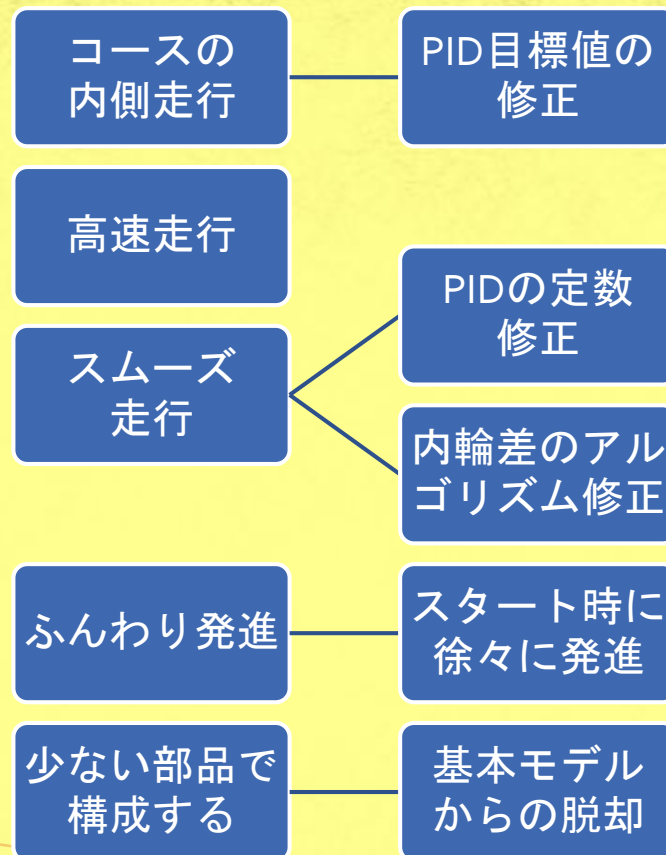 コースの
内側走行
PID目標値の
修正
高速走行
スムーズ
走行
PIDの定数
修正
内輪差のアル
ゴリズム修正
ふんわり発進
スタート時に
徐々に発進
少ない部品で
構成する
基本モデル
からの脱却